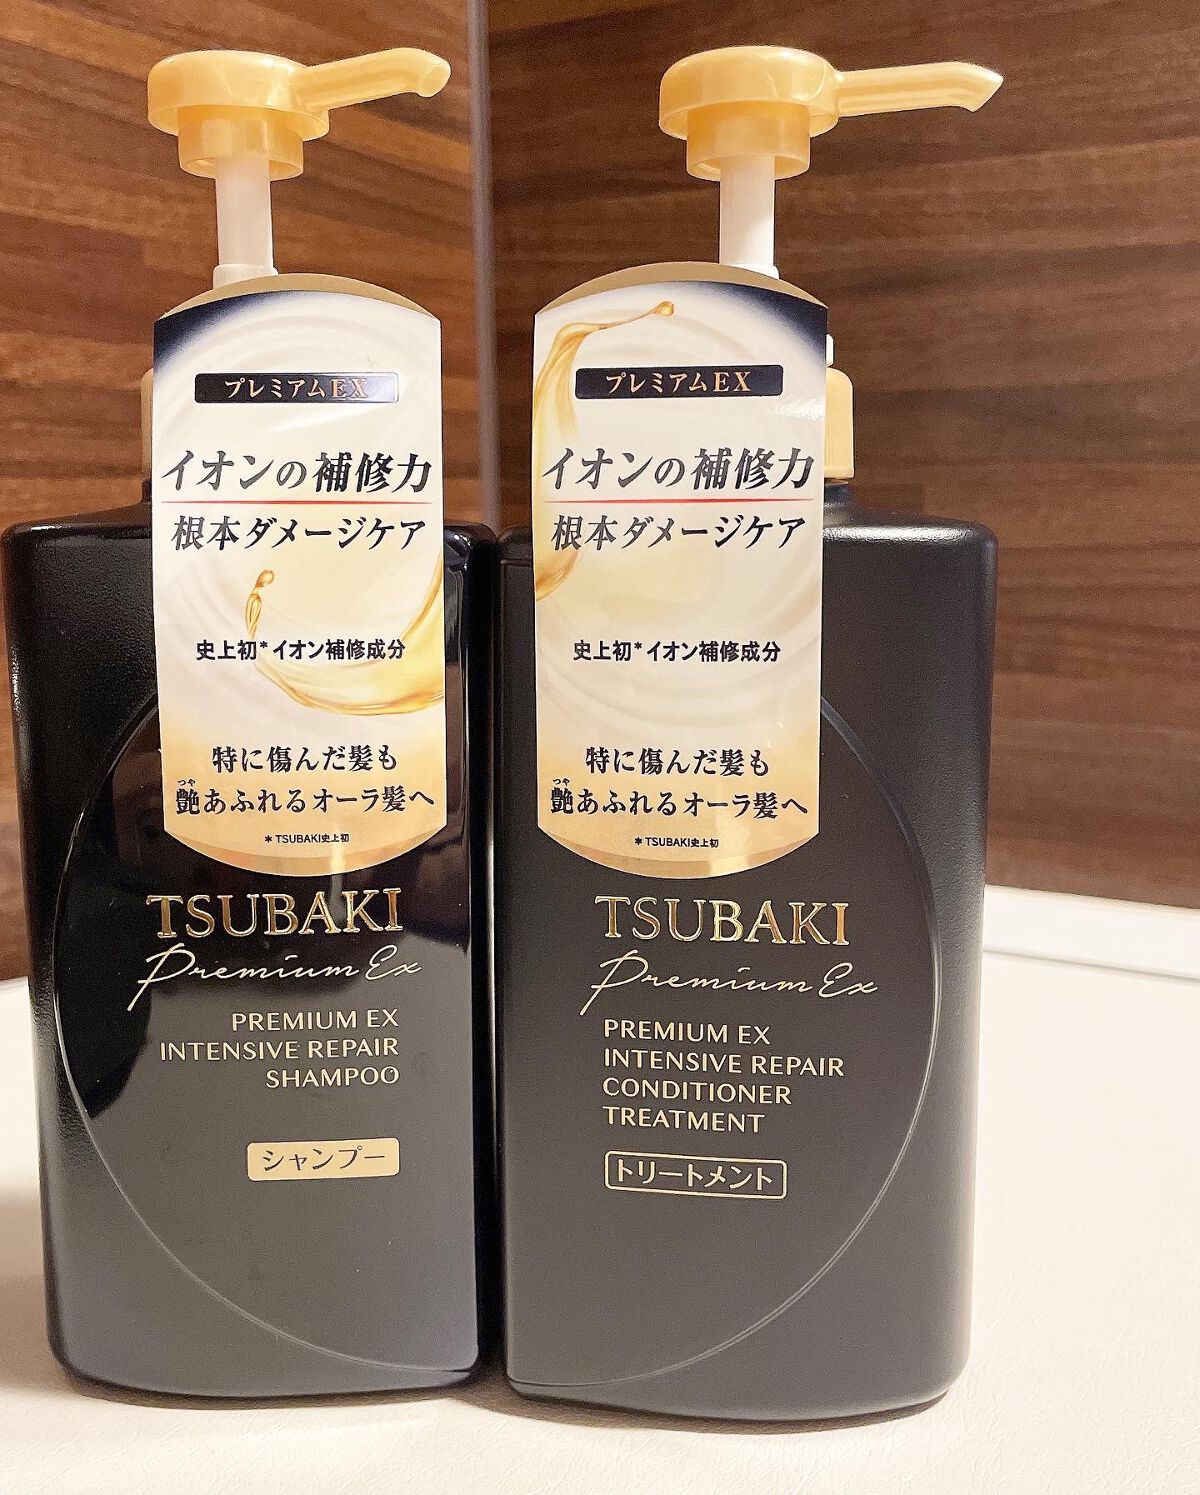 プレミアムEX
イオンの補修力
根本ダメージケア
史上初*イオン補修成分
特に傷んだ髪も
つや
艶あふれるオーラ髪へ
*TSUBAKI史上初
TSUBAKI
Premium Ex
PREMIUM EX
INTENSIVE REPAIR
SHAMPOO
シャンプー
プレミアムEX
イオンの補修力
根本ダメージケア
史上初*イオン補修成分
特に傷んだ髪も
つや
艶あふれるオーラ髪へ
*TSUBAKI史上初
TSUBAKI
Premium Ex
PREMIUM EX
INTENSIVE REPAIR
CONDITIONER
TREATMENT
トリートメント